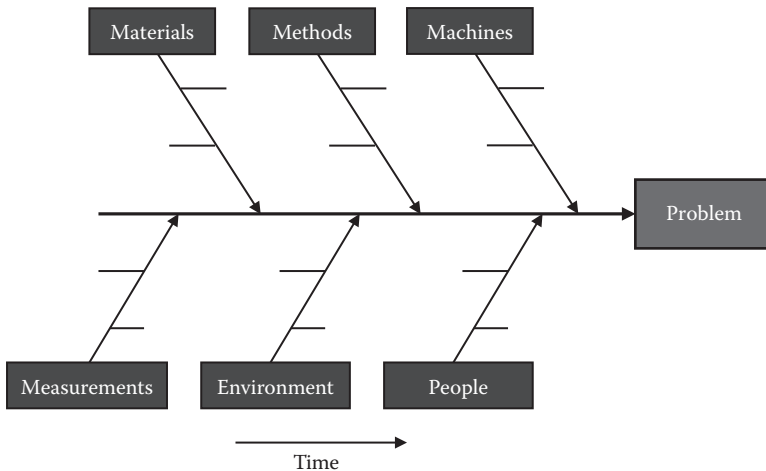 Materials
Methods
Machines
Problem
Measurements
Environment
People
Time